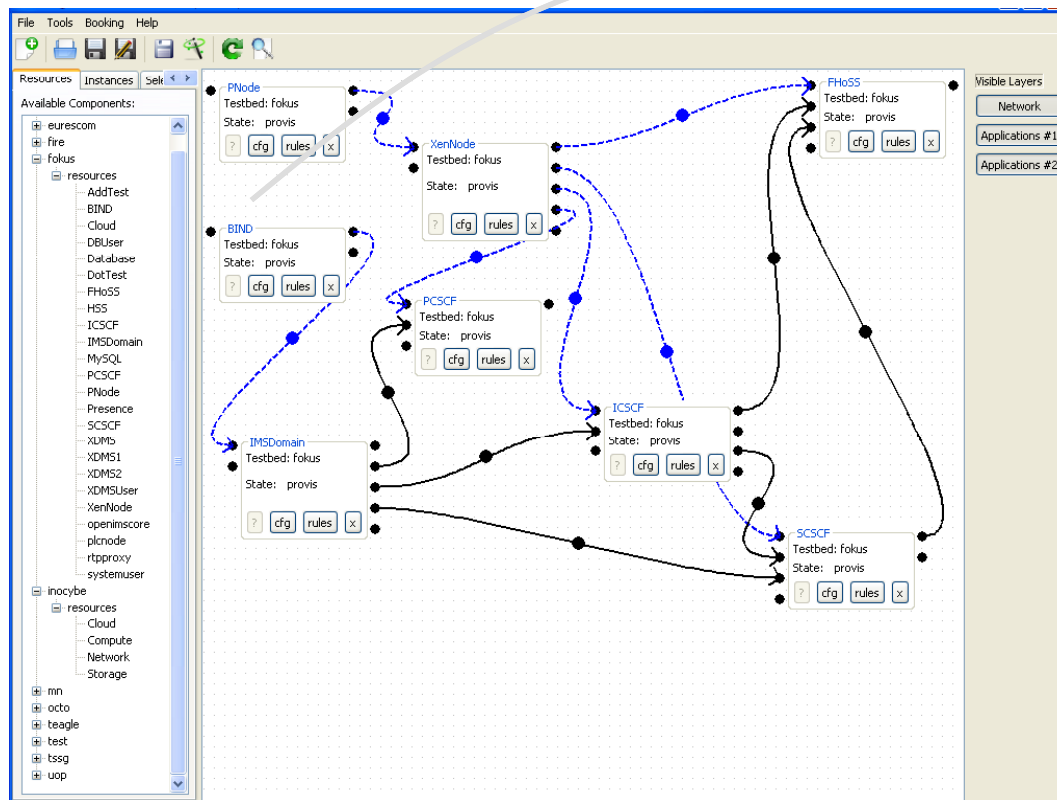 File Tools Booking Help
Resources Instances Sele
Available Components:
eurescom
fire
fokus
resources
AddTest
BIND
Cloud
DBUser
Database
DotTest
FHoSS
HSS
ICSCF
IMSDomain
MySQL
PCSCF
PNode
Presence
SCSCF
XDMS
XDMS1
XDMS2
XDMSUser
XenNode
openimscore
plcnode
rtpproxy
systemuser
inocybe
resources
Cloud
Compute
Network
Storage
mn
octo
teagle
test
tssg
uop
PNode
Testbed: fokus
State: provis
? cfg rules x
XenNode
Testbed: fokus
State: provis
? cfg rules x
FHoSS
Testbed: fokus
State: provis
? cfg rules x
BIND
Testbed: fokus
State: provis
? cfg rules x
PCSCF
Testbed: fokus
State: provis
? cfg rules x
ICSCF
Testbed: fokus
State: provis
? cfg rules x
IMSDomain
Testbed: fokus
State: provis
? cfg rules x
SCSCF
Testbed: fokus
State: provis
? cfg rules x
Visible Layers
Network
Applications #1
Applications #2